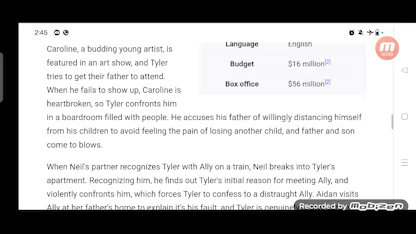 2:45
Language English
Caroline, a budding young artist, is
featured in an art show, and Tyler
Budget $16 million[2]
tries to get their father to attend.
Box office $56 million[2]
When he fails to show up, Caroline is
heartbroken, so Tyler confronts him
in a boardroom filled with people. He accuses his father of willingly distancing himself
from his children to avoid feeling the pain of losing another child, and father and son
come to blows.
When Neil's partner recognizes Tyler with Ally on a train, Neil breaks into Tyler's
apartment. Recognizing him, he finds out Tyler's initial reason for meeting Ally, and
violently confronts him, which forces Tyler to confess to a distraught Ally. Aidan visits
Ally at her father's home to explain it's his fault, and Tyler is genuinely
Recorded by mobizen